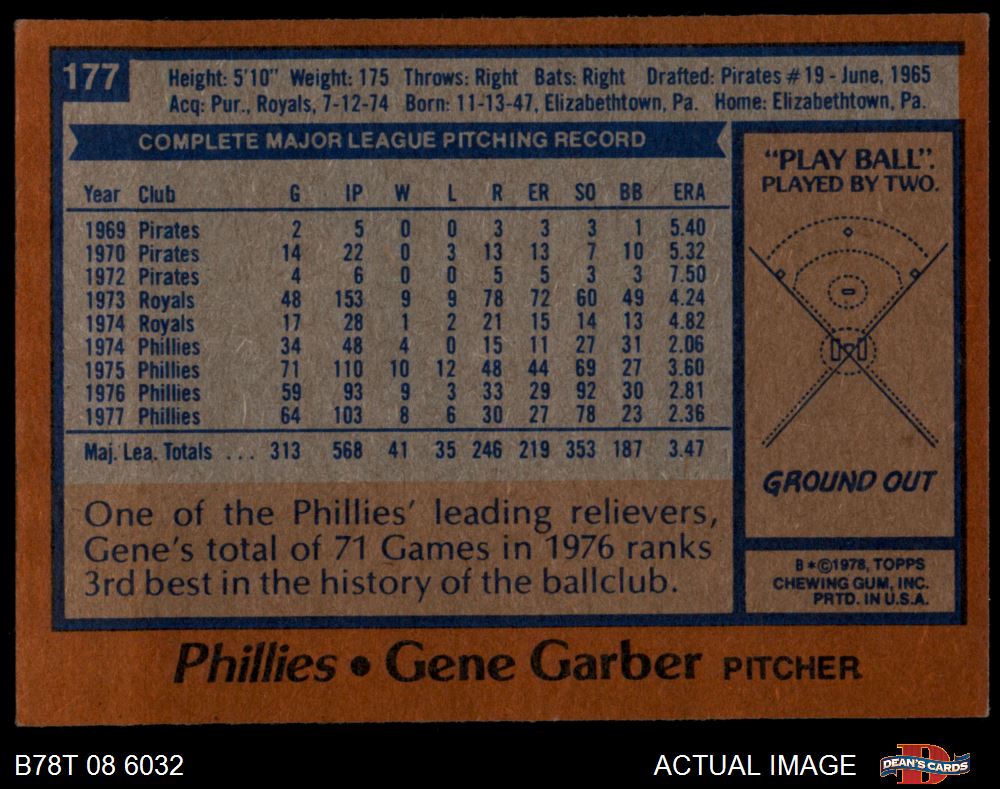 177
Height: 5'10" Weight: 175 Throws: Right Bats: Right Drafted: Pirates #19 - June, 1965
Acq: Pur., Royals, 7-12-74 Born: 11-13-47, Elizabethtown, Pa. Home: Elizabethtown, Pa.
COMPLETE MAJOR LEAGUE PITCHING RECORD
Year Club G IP W L R ER SO BB ERA
1969 Pirates 2 5 0 0 3 3 3 1 5.40
1970 Pirates 14 22 0 3 13 13 7 10 5.32
1972 Pirates 4 6 0 0 5 5 3 3 7.50
1973 Royals 48 153 9 9 78 72 60 49 4.24
1974 Royals 17 28 1 2 21 15 14 13 4.82
1974 Phillies 34 48 4 0 15 11 27 31 2.06
1975 Phillies 71 110 10 12 48 44 69 27 3.60
1976 Phillies 59 93 9 3 33 29 92 30 2.81
1977 Phillies 64 103 8 6 30 27 78 23 2.36
Maj. Lea. Totals . . . 313 568 41 35 246 219 353 187 3.47
One of the Phillies' leading relievers,
Gene's total of 71 Games in 1976 ranks
3rd best in the history of the ballclub.
"PLAY BALL".
PLAYED BY TWO.
GROUND OUT
B*©1978, TOPPS
CHEWING GUM, INC.
PRTD. IN U.S.A.
Phillies • Gene Garber PITCHER
B78T 08 6032
ACTUAL IMAGE
D
DEAN'S CARDS